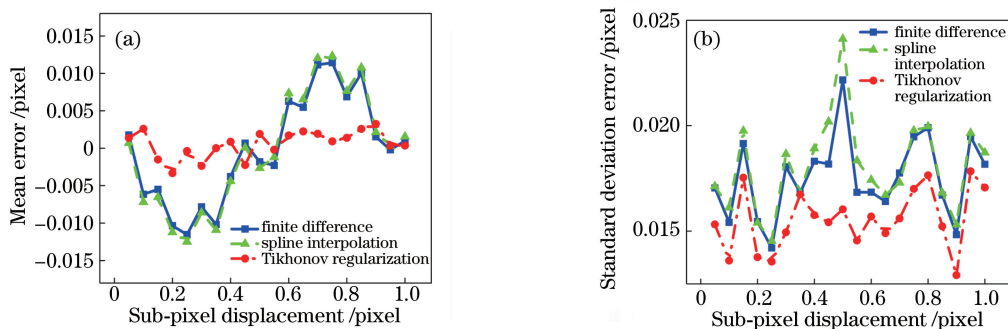 (a)
Mean error /pixel
0.015
0.010
0.005
0
−0.005
−0.010
−0.015
finite difference
spline interpolation
Tikhonov regularization
0 0.2 0.4 0.6 0.8 1.0
Sub-pixel displacement /pixel
(b)
Standard deviation error /pixel
0.025
0.020
0.015
finite difference
spline
interpolation
Tikhonov
regularization
0 0.2 0.4 0.6 0.8 1.0
Sub-pixel displacement /pixel